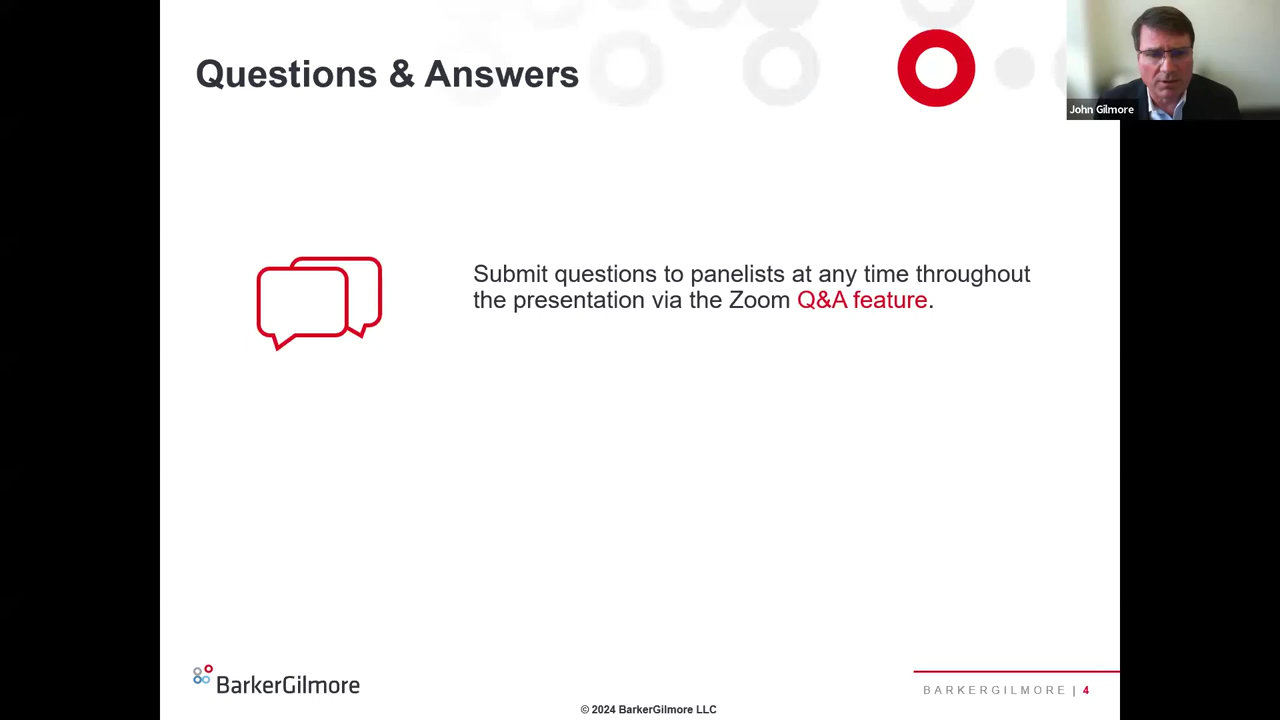 Questions & Answers
John Gilmore
Submit questions to panelists at any time throughout
the presentation via the Zoom Q&A feature.
BarkerGilmore
BARKERGILMORE | 4
© 2024 BarkerGilmore LLC